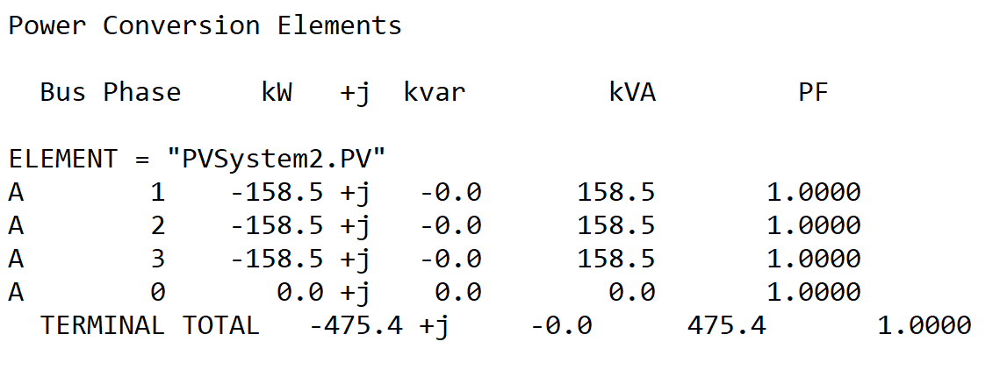 Power Conversion Elements
Bus Phase kW +j kvar kVA PF
ELEMENT = "PVSystem2.PV"
A 1 -158.5 +j -0.0 158.5 1.0000
A 2 -158.5 +j -0.0 158.5 1.0000
A 3 -158.5 +j -0.0 158.5 1.0000
A 0 0.0 +j 0.0 0.0 1.0000
TERMINAL TOTAL -475.4 +j -0.0 475.4 1.0000